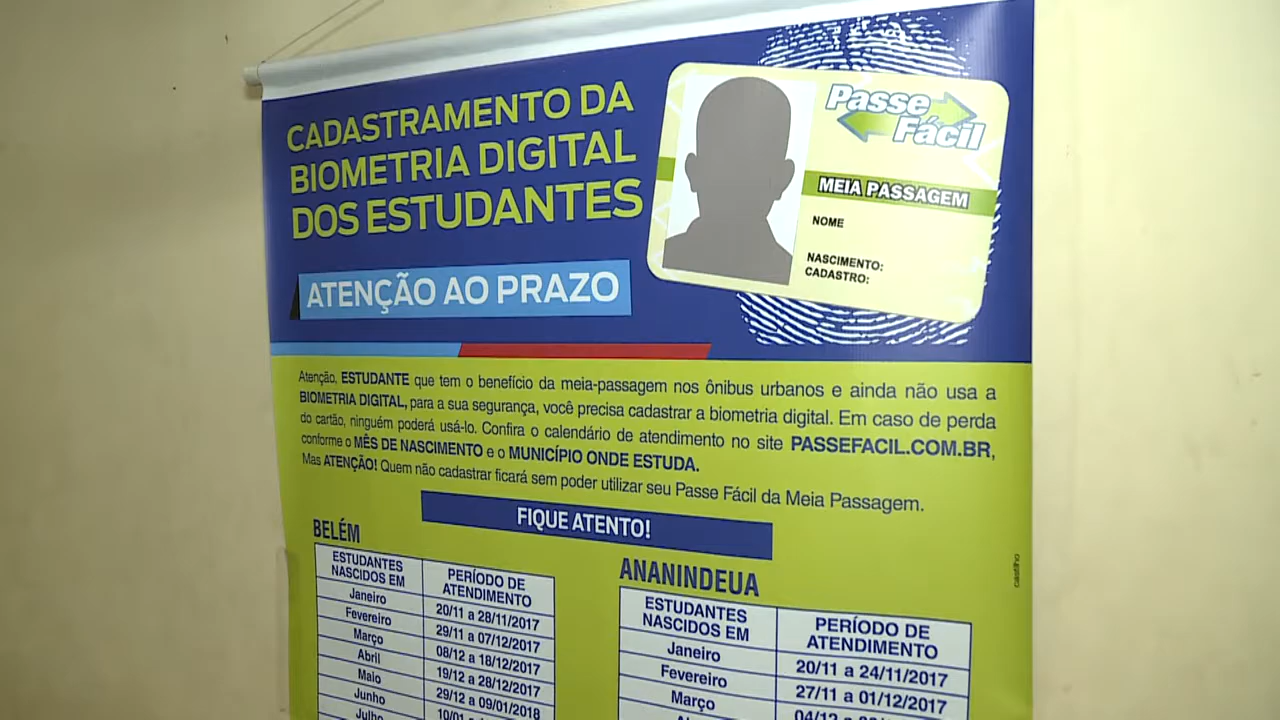 CADASTRAMENTO DA
BIOMETRIA DIGITAL
DOS ESTUDANTES
ATENÇÃO AO PRAZO
Passe
Fácil
MEIA PASSAGEM
NOME
NASCIMENTO:
CADASTRO:
Atenção, ESTUDANTE que tem o benefício da meia-passagem nos ônibus urbanos e ainda não usa a
BIOMETRIA DIGITAL, para a sua segurança, você precisa cadastrar a biometria digital. Em caso de perda
do cartão, ninguém poderá usá-lo. Confira o calendário de atendimento no site PASSEFACIL.COM.BR,
conforme o MÊS DE NASCIMENTO e o MUNICÍPIO ONDE ESTUDA.
Mas ATENÇÃO! Quem não cadastrar ficará sem poder utilizar seu Passe Fácil da Meia Passagem.
FIQUE ATENTO!
BELÉM
ESTUDANTES
NASCIDOS EM
PERÍODO DE
ATENDIMENTO
Janeiro 20/11 a 28/11/2017
Fevereiro 29/11 a 07/12/2017
Março 08/12 a 18/12/2017
Abril 19/12 a 28/12/2017
Maio 29/12 a 09/01/2018
Junho 10/01
Julho
ANANINDEUA
ESTUDANTES
NASCIDOS EM
PERÍODO DE
ATENDIMENTO
Janeiro 20/11 a 24/11/2017
Fevereiro 27/11 a 01/12/2017
Março 04/12 a
castilho